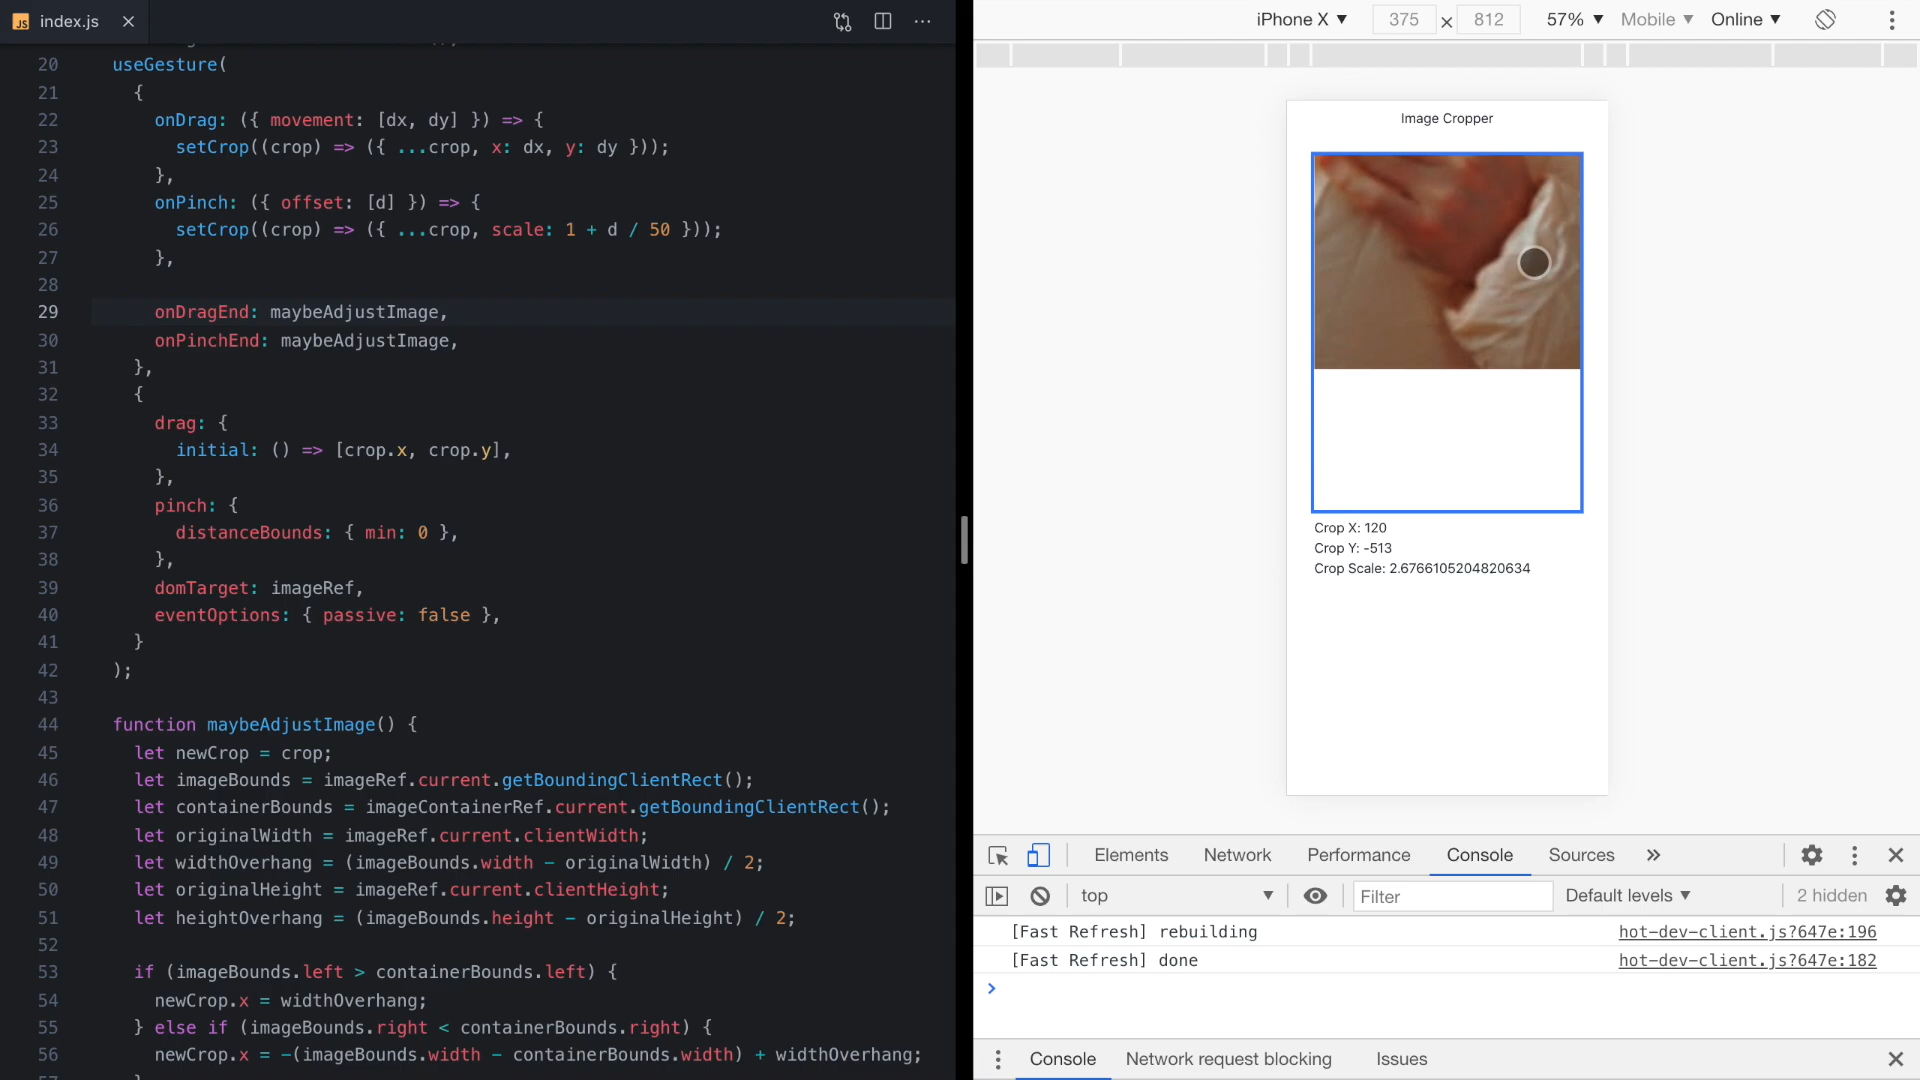 JS index.js
20 useGesture(
21 {
22 onDrag: ({ movement: [dx, dy] }) => {
23 setCrop((crop) => ({ ...crop, x: dx, y: dy }));
24 },
25 onPinch: ({ offset: [d] }) => {
26 setCrop((crop) => ({ ...crop, scale: 1 + d / 50 }));
27 },
28
29 onDragEnd: maybeAdjustImage,
30 onPinchEnd: maybeAdjustImage,
31 },
32 {
33 drag: {
34 initial: () => [crop.x, crop.y],
35 },
36 pinch: {
37 distanceBounds: { min: 0 },
38 },
39 domTarget: imageRef,
40 eventOptions: { passive: false },
41 }
42 );
43
44 function maybeAdjustImage() {
45 let newCrop = crop;
46 let imageBounds = imageRef.current.getBoundingClientRect();
47 let containerBounds = imageContainerRef.current.getBoundingClientRect();
48 let originalWidth = imageRef.current.clientWidth;
49 let widthOverhang = (imageBounds.width - originalWidth) / 2;
50 let originalHeight = imageRef.current.clientHeight;
51 let heightOverhang = (imageBounds.height - originalHeight) / 2;
52
53 if (imageBounds.left > containerBounds.left) {
54 newCrop.x = widthOverhang;
55 } else if (imageBounds.right < containerBounds.right) {
56 newCrop.x = -(imageBounds.width - containerBounds.width) + widthOverhang;
iPhone X ▼ 375 × 812 57% ▼ Mobile ▼ Online ▼
Image Cropper
Crop X: 120
Crop Y: -513
Crop Scale: 2.6766105204820634
Elements Network Performance Console Sources »
top ▼ Filter Default levels ▼ 2 hidden
[Fast Refresh] rebuilding hot-dev-client.js?647e:196
[Fast Refresh] done hot-dev-client.js?647e:182
>
Console Network request blocking Issues